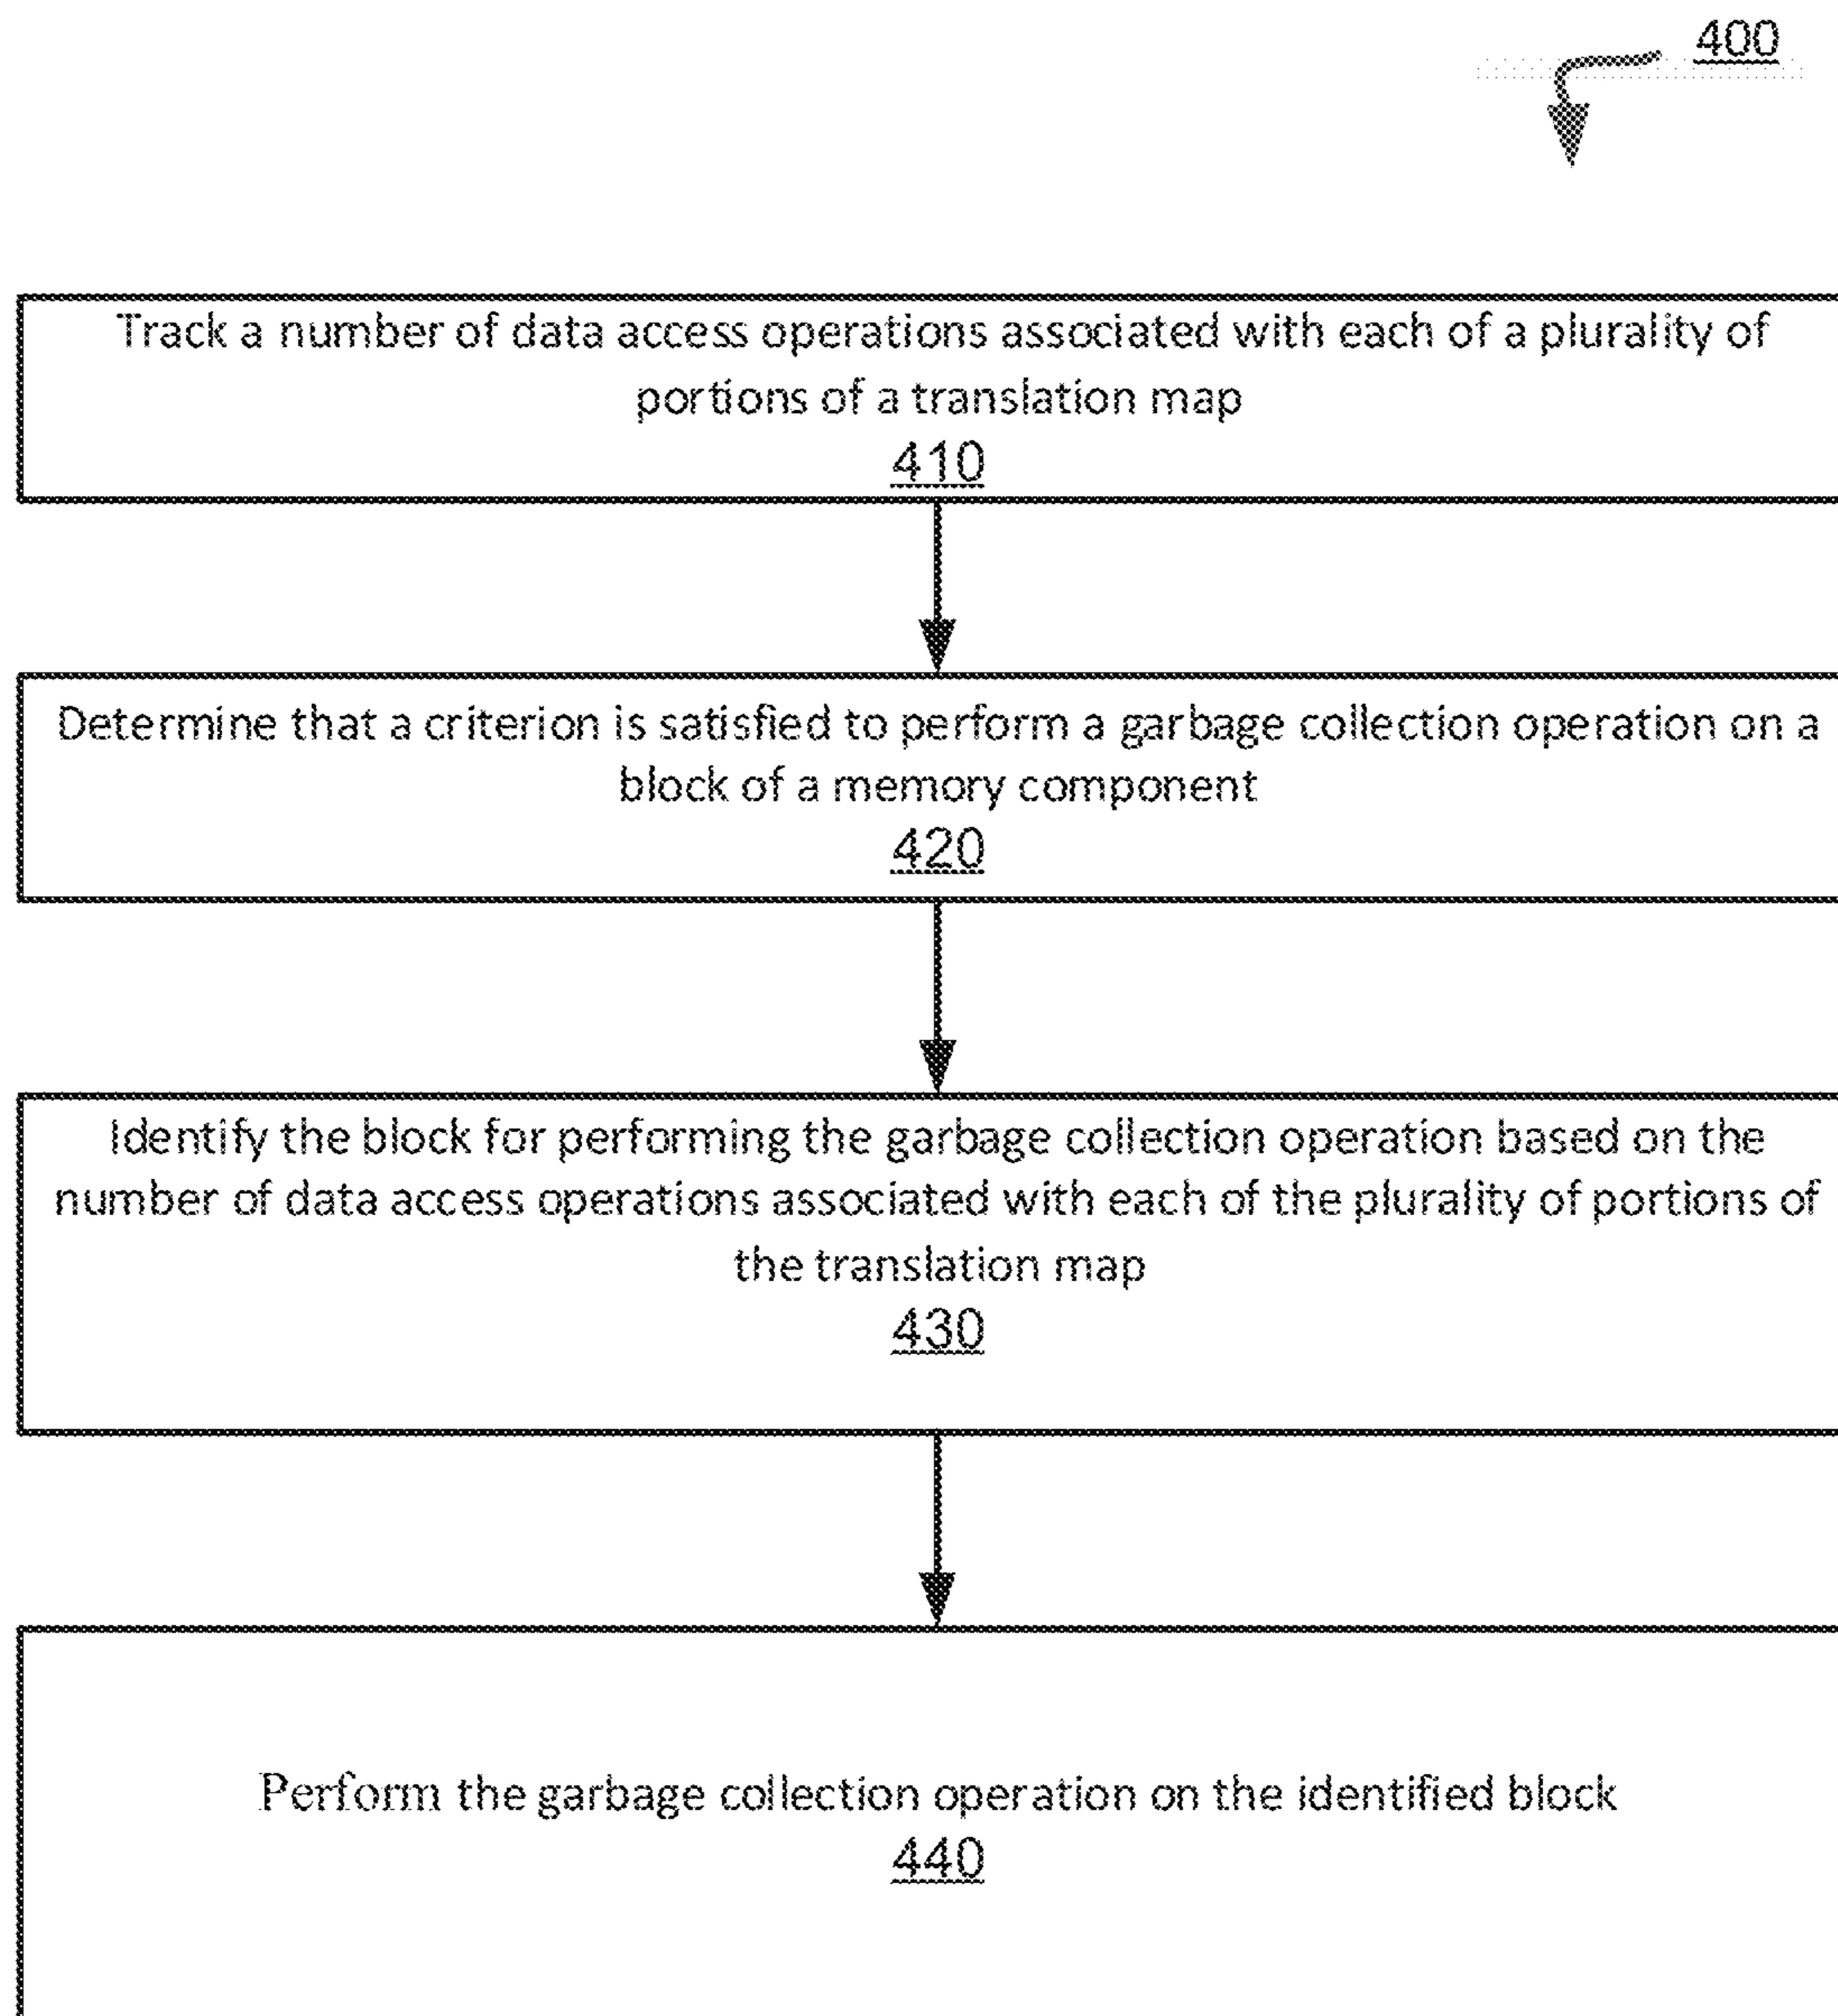 400
Track a number of data access operations associated with each of a plurality of
portions of a translation map
410
Determine that a criterion is satisfied to perform a garbage collection operation on a
block of a memory component
420
Identify the block for performing the garbage collection operation based on the
number of data access operations associated with each of the plurality of portions of
the translation map
430
Perform the garbage collection operation on the identified block
440